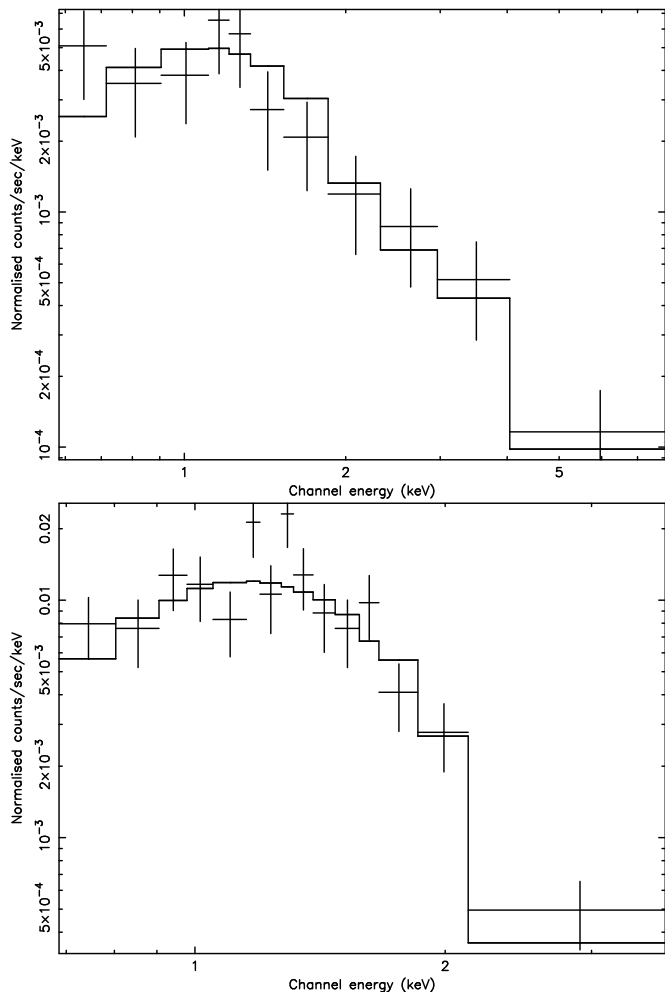 5×10⁻³
2×10⁻³
10⁻³
5×10⁻⁴
2×10⁻⁴
10⁻⁴
Normalised counts/sec/keV
1 2 5
Channel energy (keV)
0.02
0.01
5×10⁻³
2×10⁻³
10⁻³
5×10⁻⁴
Normalised counts/sec/keV
1 2
Channel energy (keV)